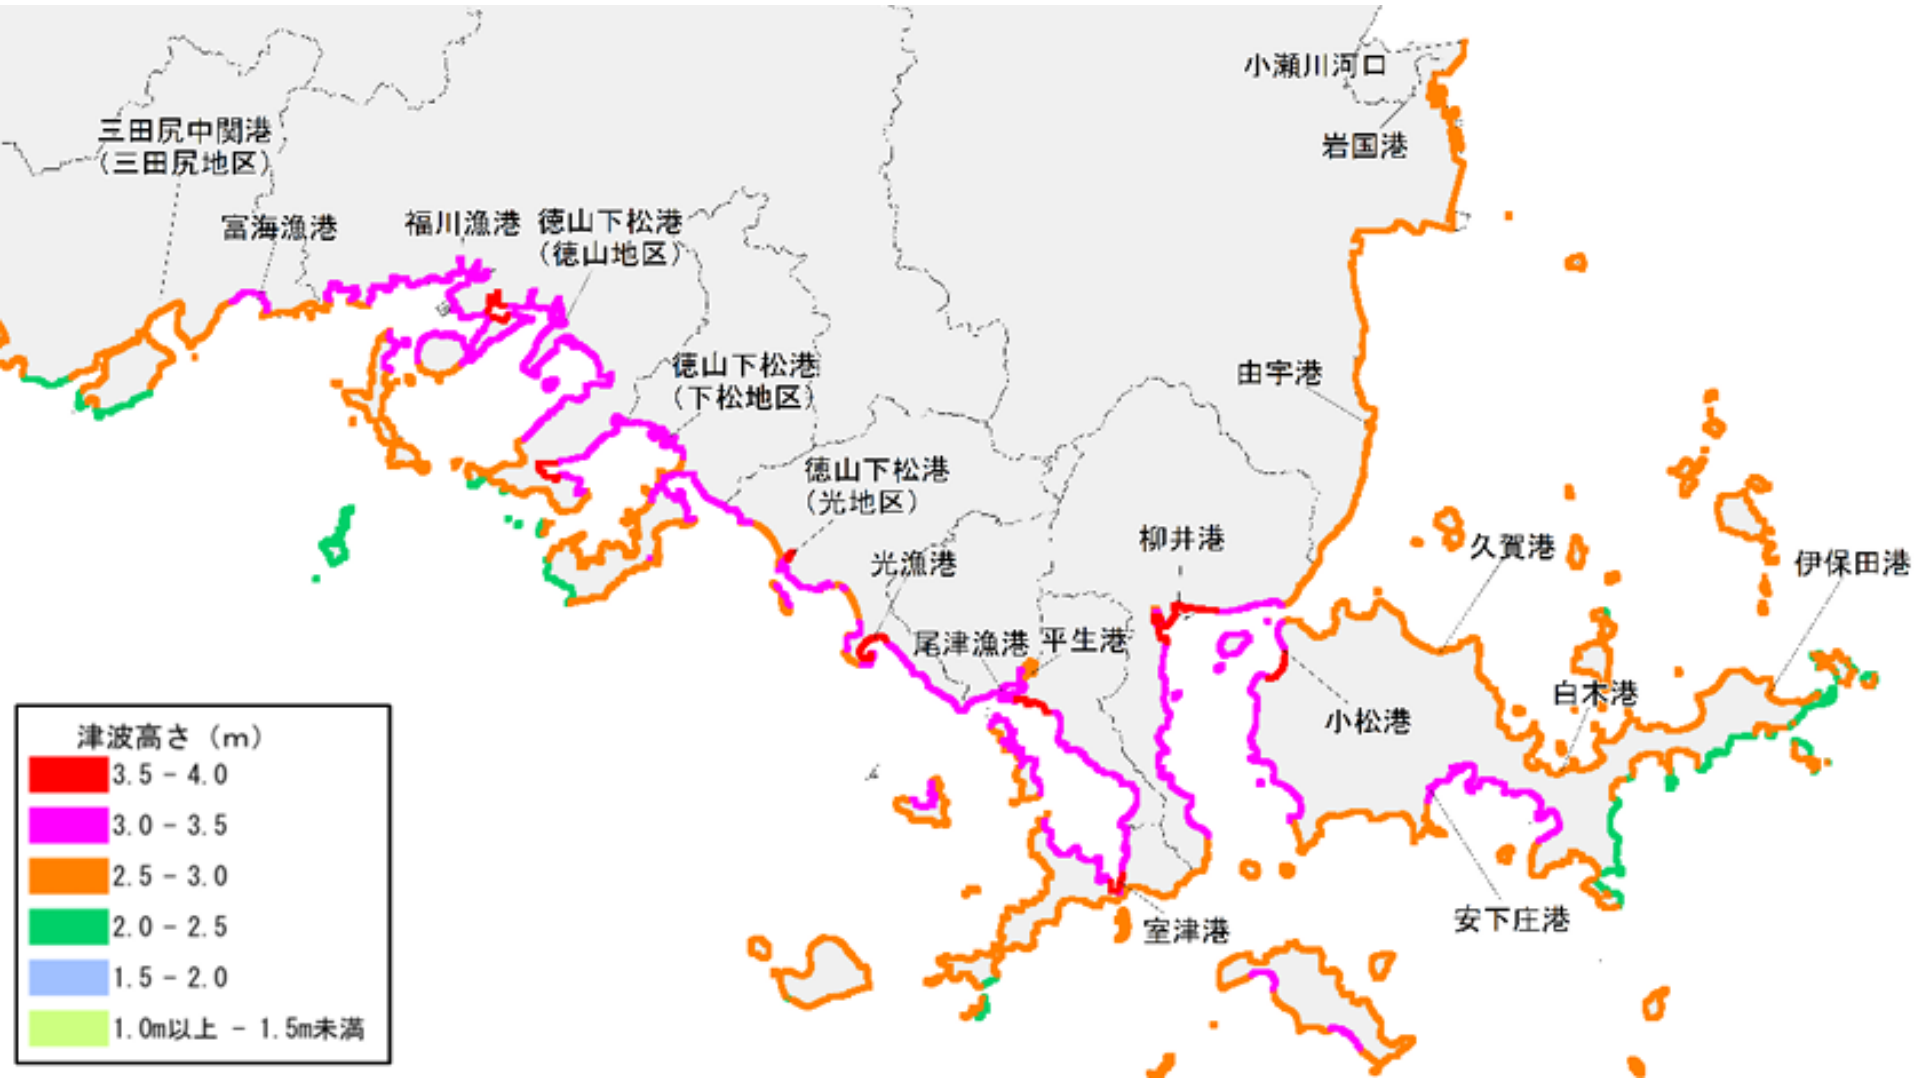 小瀬川河口
三田尻中関港
(三田尻地区)
岩国港
富海漁港
福川漁港
徳山下松港
(徳山地区)
由宇港
徳山下松港
(下松地区)
徳山下松港
(光地区)
柳井港
久賀港
伊保田港
光漁港
尾津漁港
平生港
白木港
小松港
安下庄港
室津港
津波高さ (m)
3.5 - 4.0
3.0 - 3.5
2.5 - 3.0
2.0 - 2.5
1.5 - 2.0
1.0m以上 - 1.5m未満